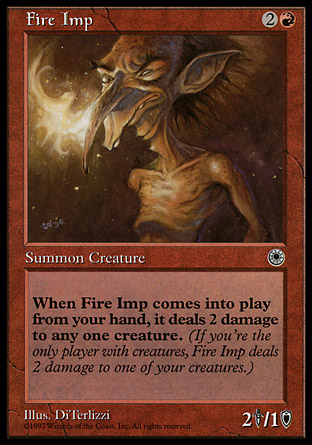 Fire Imp 2
Summon Creature
When Fire Imp comes into play
from your hand, it deals 2 damage
to any one creature. (If you're the
only player with creatures, Fire Imp deals
2 damage to one of your creatures.)
Illus. DiTerlizzi
©1997 Wizards of the Coast, Inc. All rights reserved.
2/1